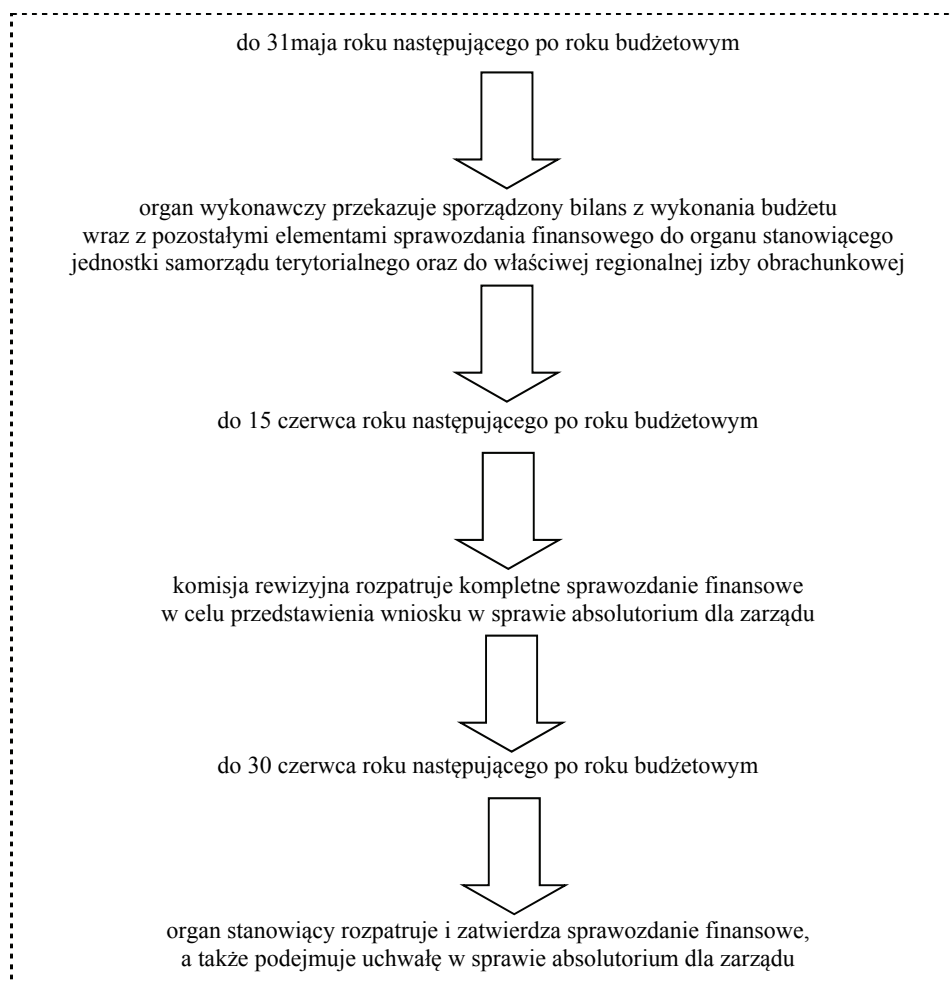 do 31maja roku następującego po roku budżetowym
organ wykonawczy przekazuje sporządzony bilans z wykonania budżetu
wraz z pozostałymi elementami sprawozdania finansowego do organu stanowiącego
jednostki samorządu terytorialnego oraz do właściwej regionalnej izby obrachunkowej
do 15 czerwca roku następującego po roku budżetowym
komisja rewizyjna rozpatruje kompletne sprawozdanie finansowe
w celu przedstawienia wniosku w sprawie absolutorium dla zarządu
do 30 czerwca roku następującego po roku budżetowym
organ stanowiący rozpatruje i zatwierdza sprawozdanie finansowe,
a także podejmuje uchwałę w sprawie absolutorium dla zarządu